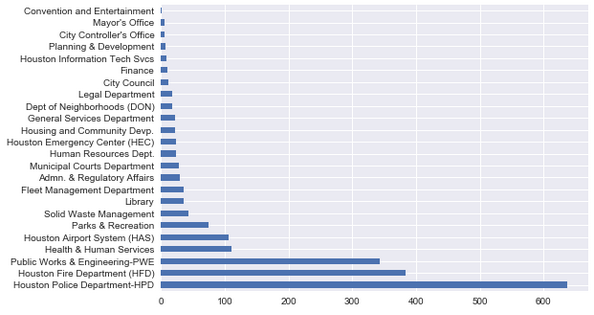 Convention and Entertainment
Mayor's Office
City Controller's Office
Planning & Development
Houston Information Tech Svcs
Finance
City Council
Legal Department
Dept of Neighborhoods (DON)
General Services Department
Housing and Community Devp.
Houston Emergency Center (HEC)
Human Resources Dept.
Municipal Courts Department
Admn. & Regulatory Affairs
Fleet Management Department
Library
Solid Waste Management
Parks & Recreation
Houston Airport System (HAS)
Health & Human Services
Public Works & Engineering-PWE
Houston Fire Department (HFD)
Houston Police Department-HPD
0 100 200 300 400 500 600